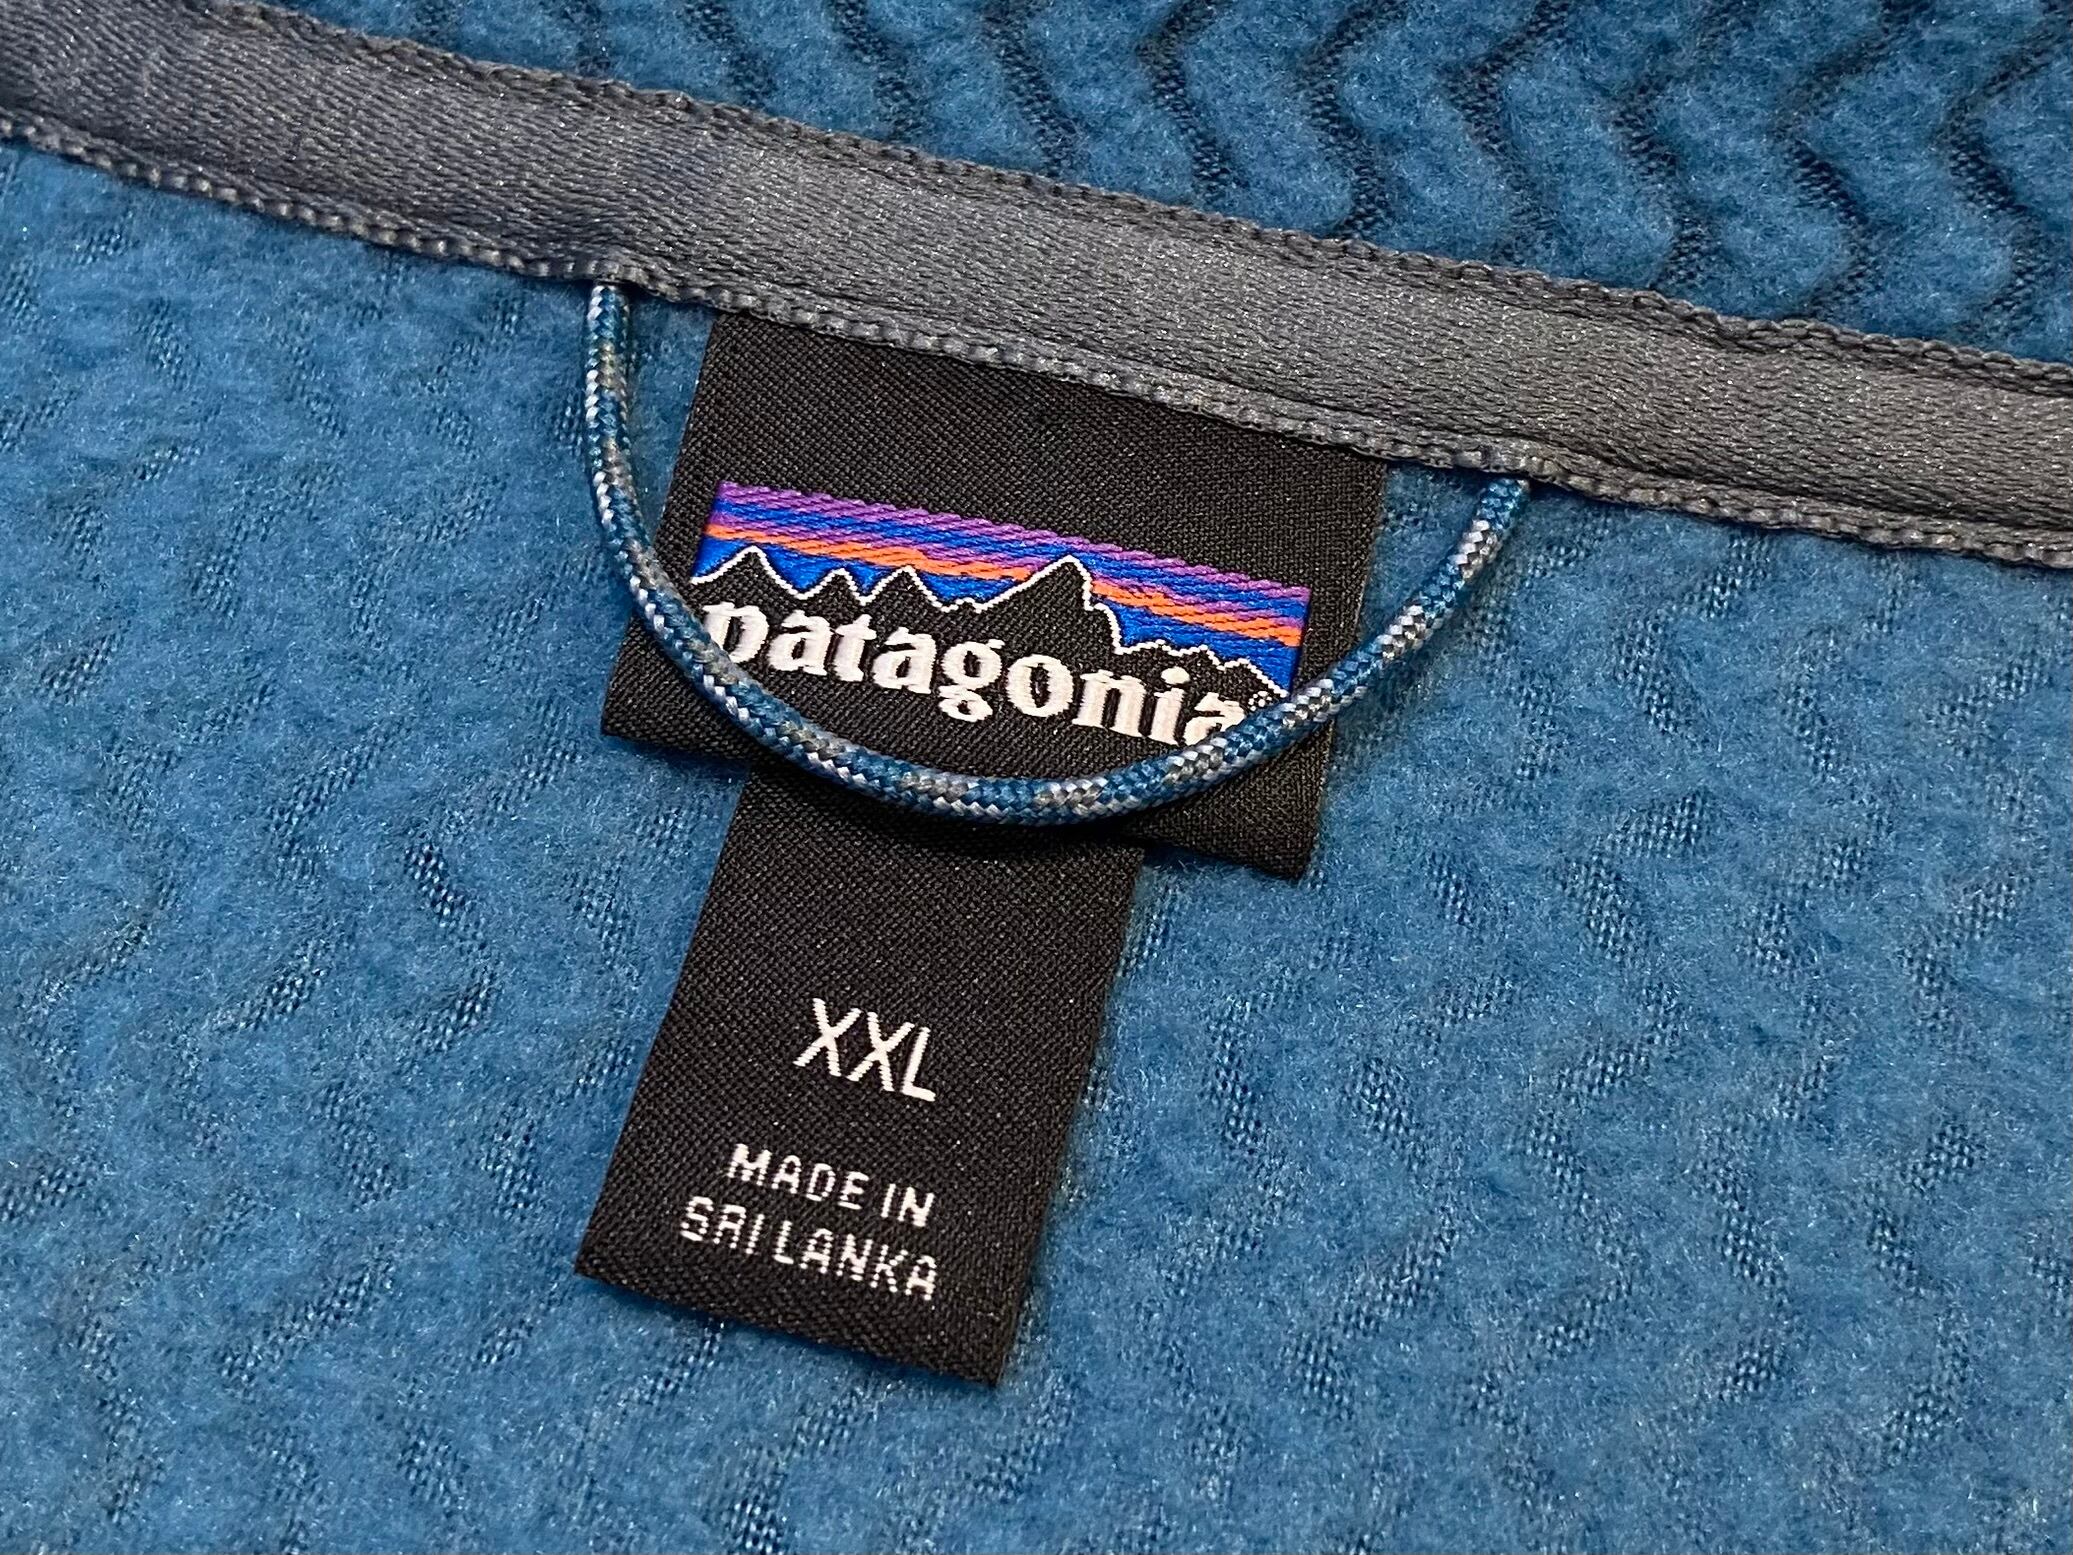 patagonia
XXL
MADE IN
SRI LANKA